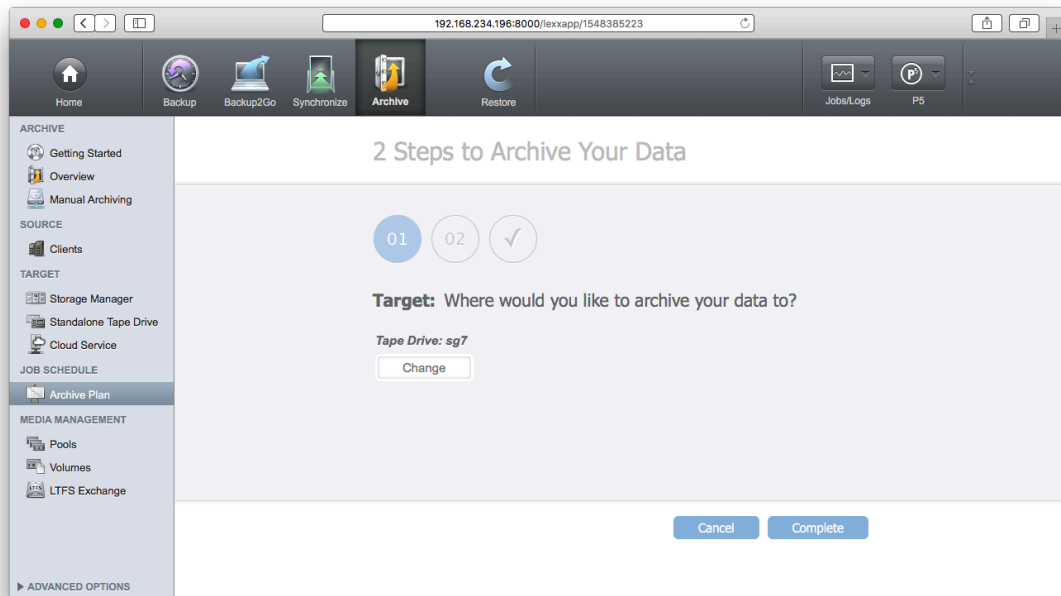 192.168.234.196:8000/lexxapp/1548385223
Home
Backup
Backup2Go
Synchronize
Archive
Restore
Jobs/Logs
P5
ARCHIVE
Getting Started
Overview
Manual Archiving
SOURCE
Clients
TARGET
Storage Manager
Standalone Tape Drive
Cloud Service
JOB SCHEDULE
Archive Plan
MEDIA MANAGEMENT
Pools
Volumes
LTFS Exchange
ADVANCED OPTIONS
2 Steps to Archive Your Data
01
02
Target: Where would you like to archive your data to?
Tape Drive: sg7
Change
Cancel
Complete